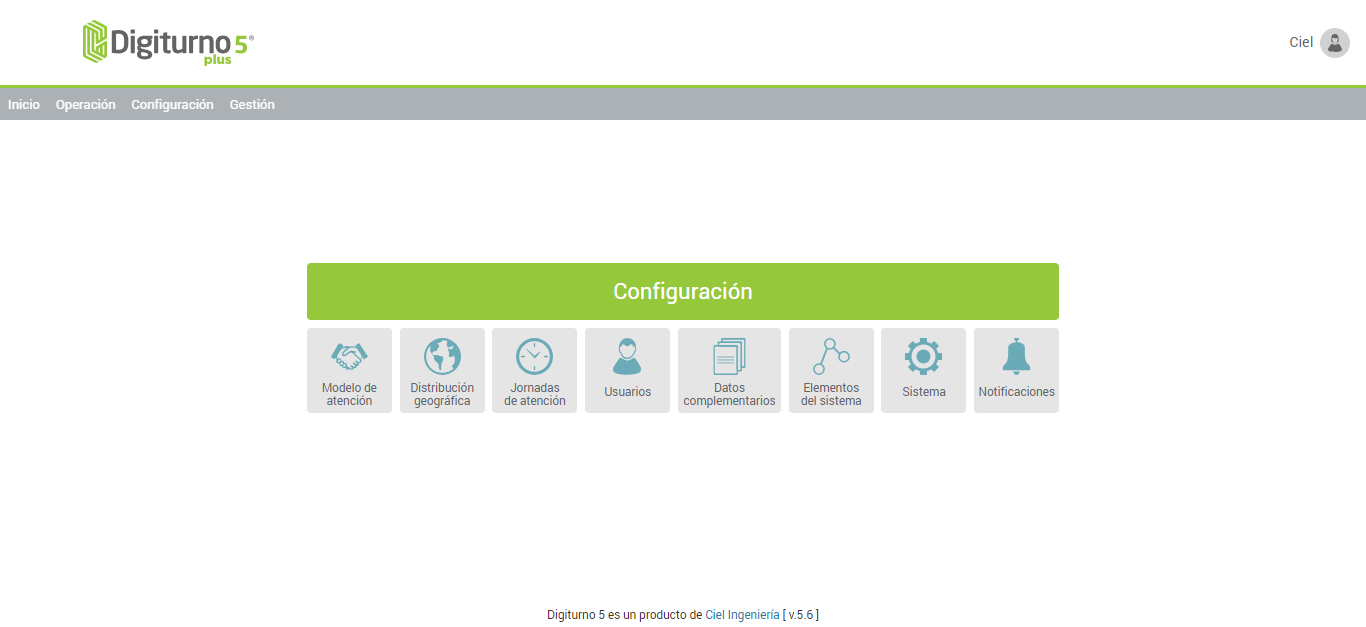 Digiturno 5®
plus
Ciel
Inicio Operación Configuración Gestión
Configuración
Modelo de
atención
Distribución
geográfica
Jornadas
de atención
Usuarios
Datos
complementarios
Elementos
del sistema
Sistema
Notificaciones
Digiturno 5 es un producto de Ciel Ingeniería [ v.5.6 ]